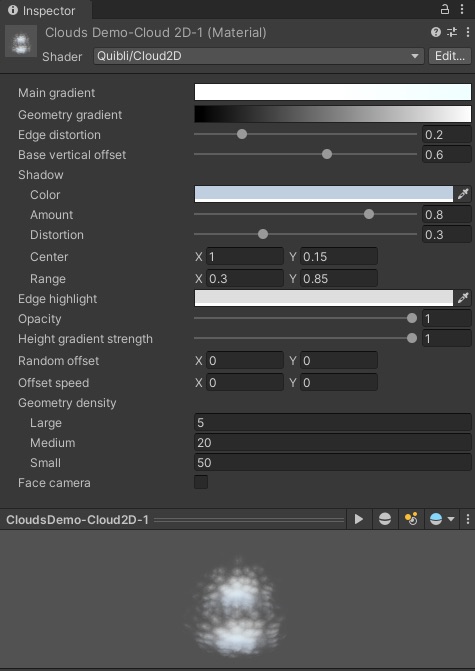 Inspector
Clouds Demo-Cloud 2D-1 (Material)
Shader Quibli/Cloud2D Edit...
Main gradient
Geometry gradient
Edge distortion 0.2
Base vertical offset 0.6
Shadow
Color
Amount 0.8
Distortion 0.3
Center X 1 Y 0.15
Range X 0.3 Y 0.85
Edge highlight
Opacity 1
Height gradient strength 1
Random offset X 0 Y 0
Offset speed X 0 Y 0
Geometry density
Large 5
Medium 20
Small 50
Face camera
CloudsDemo-Cloud2D-1